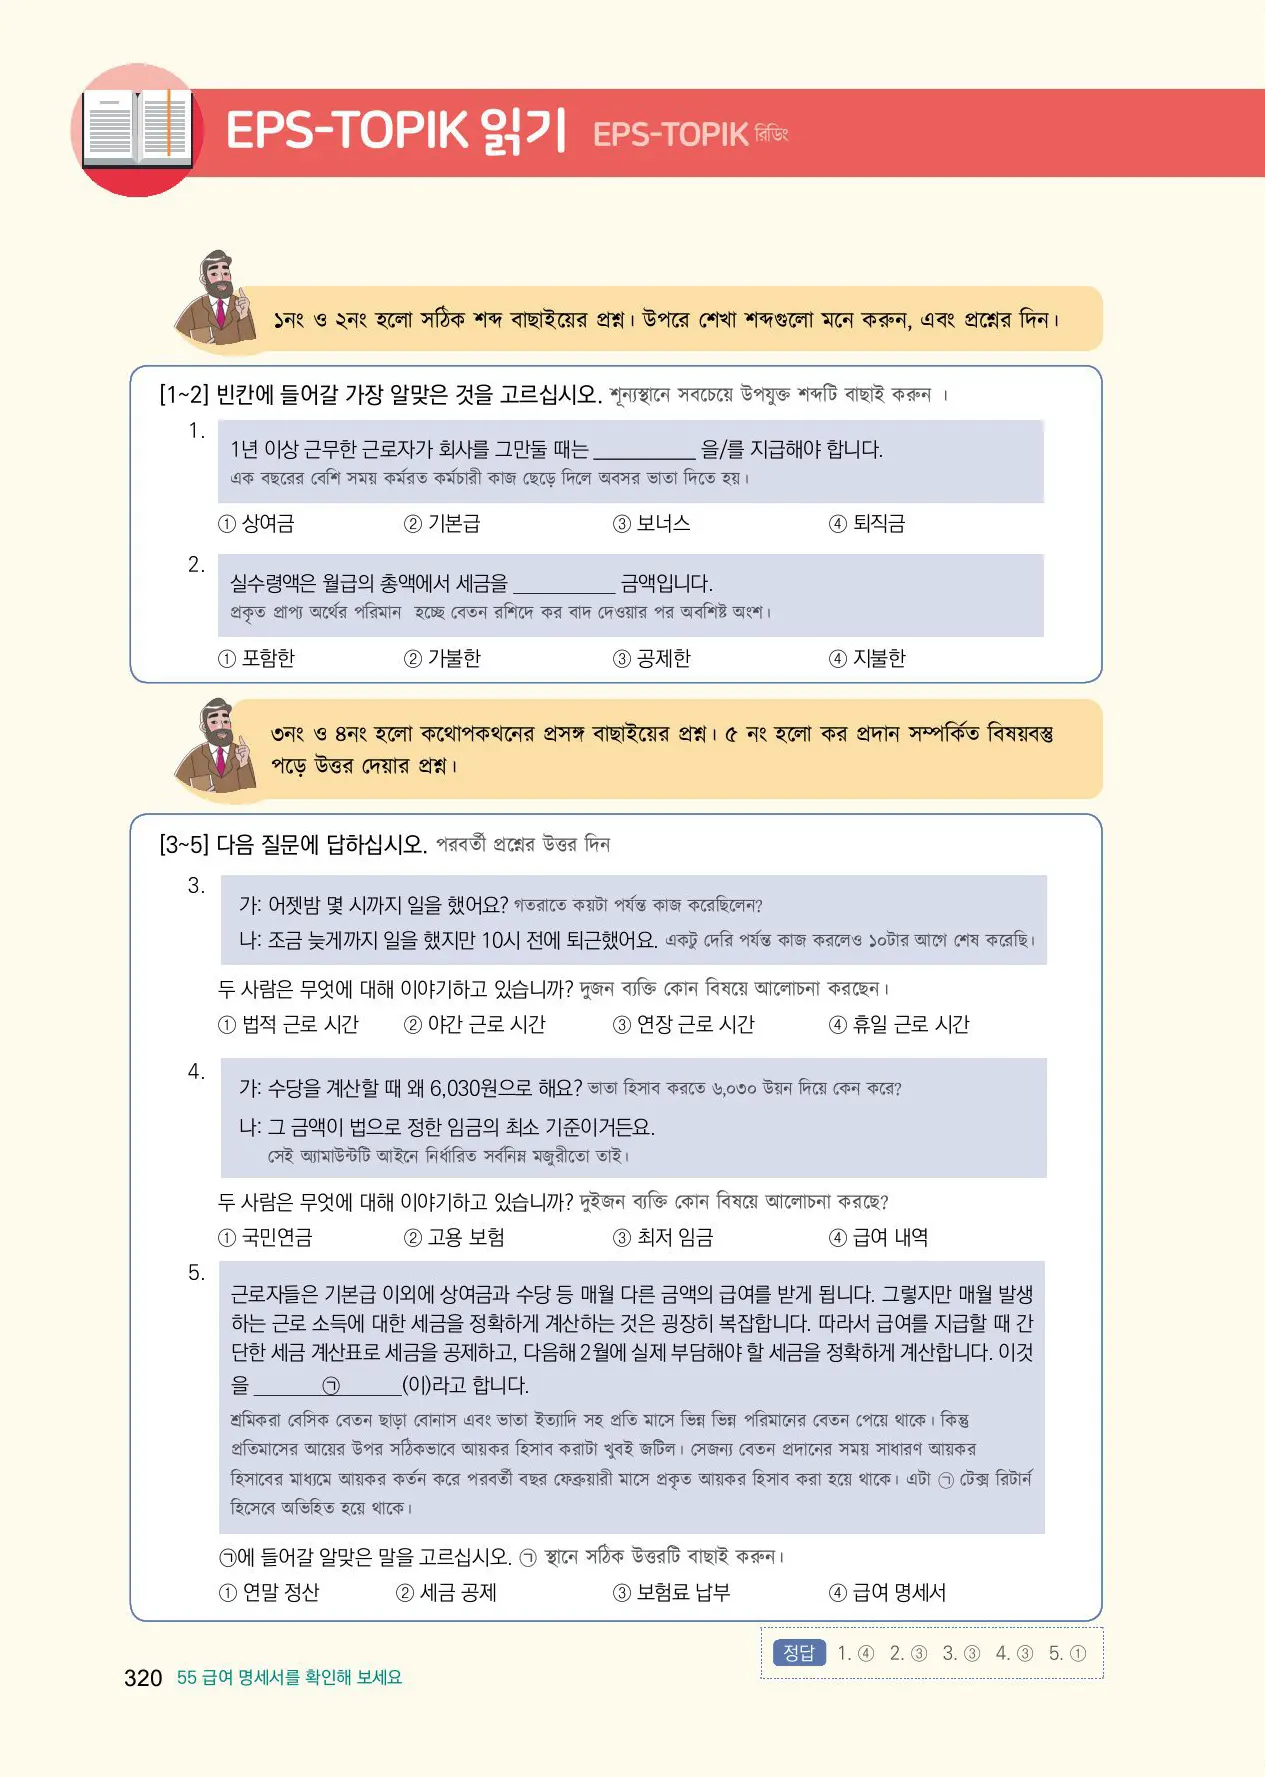 EPS-TOPIK 읽기 EPS-TOPIK রিডিং
১নং ও ২নং হলো সঠিক শব্দ বাছাইয়ের প্রশ্ন। উপরে শেখা শব্দগুলো মনে করুন, এবং প্রশ্নের দিন।
[1~2] 빈칸에 들어갈 가장 알맞은 것을 고르십시오. শূন্যস্থানে সবচেয়ে উপযুক্ত শব্দটি বাছাই করুন ।
1. 1년 이상 근무한 근로자가 회사를 그만둘 때는 __________ 을/를 지급해야 합니다.
এক বছরের বেশি সময় কর্মরত কর্মচারী কাজ ছেড়ে দিলে অবসর ভাতা দিতে হয়।
① 상여금 ② 기본급 ③ 보너스 ④ 퇴직금
2. 실수령액은 월급의 총액에서 세금을 __________ 금액입니다.
প্রকৃত প্রাপ্য অর্থের পরিমান হচ্ছে বেতন রশিদে কর বাদ দেওয়ার পর অবশিষ্ট অংশ।
① 포함한 ② 가불한 ③ 공제한 ④ 지불한
৩নং ও ৪নং হলো কথোপকথনের প্রসঙ্গ বাছাইয়ের প্রশ্ন। ৫ নং হলো কর প্রদান সম্পর্কিত বিষয়বস্তু
পড়ে উত্তর দেয়ার প্রশ্ন।
[3~5] 다음 질문에 답하십시오. পরবর্তী প্রশ্নের উত্তর দিন
3. 가: 어젯밤 몇 시까지 일을 했어요? গতরাতে কয়টা পর্যন্ত কাজ করেছিলেন?
나: 조금 늦게까지 일을 했지만 10시 전에 퇴근했어요. একটু দেরি পর্যন্ত কাজ করলেও ১০টার আগে শেষ করেছি।
두 사람은 무엇에 대해 이야기하고 있습니까? দুজন ব্যক্তি কোন বিষয়ে আলোচনা করছেন।
① 법적 근로 시간 ② 야간 근로 시간 ③ 연장 근로 시간 ④ 휴일 근로 시간
4. 가: 수당을 계산할 때 왜 6,030원으로 해요? ভাতা হিসাব করতে ৬,০৩০ উয়ন দিয়ে কেন করে?
나: 그 금액이 법으로 정한 임금의 최소 기준이거든요.
সেই অ্যামাউন্টটি আইনে নির্ধারিত সর্বনিম্ন মজুরীতো তাই।
두 사람은 무엇에 대해 이야기하고 있습니까? দুইজন ব্যক্তি কোন বিষয়ে আলোচনা করছে?
① 국민연금 ② 고용 보험 ③ 최저 임금 ④ 급여 내역
5. 근로자들은 기본급 이외에 상여금과 수당 등 매월 다른 금액의 급여를 받게 됩니다. 그렇지만 매월 발생
하는 근로 소득에 대한 세금을 정확하게 계산하는 것은 굉장히 복잡합니다. 따라서 급여를 지급할 때 간
단한 세금 계산표로 세금을 공제하고, 다음해 2월에 실제 부담해야 할 세금을 정확하게 계산합니다. 이것
을 ______㉠______(이)라고 합니다.
শ্রমিকরা বেসিক বেতন ছাড়া বোনাস এবং ভাতা ইত্যাদি সহ প্রতি মাসে ভিন্ন ভিন্ন পরিমানের বেতন পেয়ে থাকে। কিন্তু
প্রতিমাসের আয়ের উপর সঠিকভাবে আয়কর হিসাব করাটা খুবই জটিল। সেজন্য বেতন প্রদানের সময় সাধারণ আয়কর
হিসাবের মাধ্যমে আয়কর কর্তন করে পরবর্তী বছর ফেব্রুয়ারী মাসে প্রকৃত আয়কর হিসাব করা হয়ে থাকে। এটা ㉠ টেক্স রিটার্ন
হিসেবে অভিহিত হয়ে থাকে।
㉠에 들어갈 알맞은 말을 고르십시오. ㉠ স্থানে সঠিক উত্তরটি বাছাই করুন।
① 연말 정산 ② 세금 공제 ③ 보험료 납부 ④ 급여 명세서
정답 1. ④ 2. ③ 3. ③ 4. ③ 5. ①
320 55 급여 명세서를 확인해 보세요